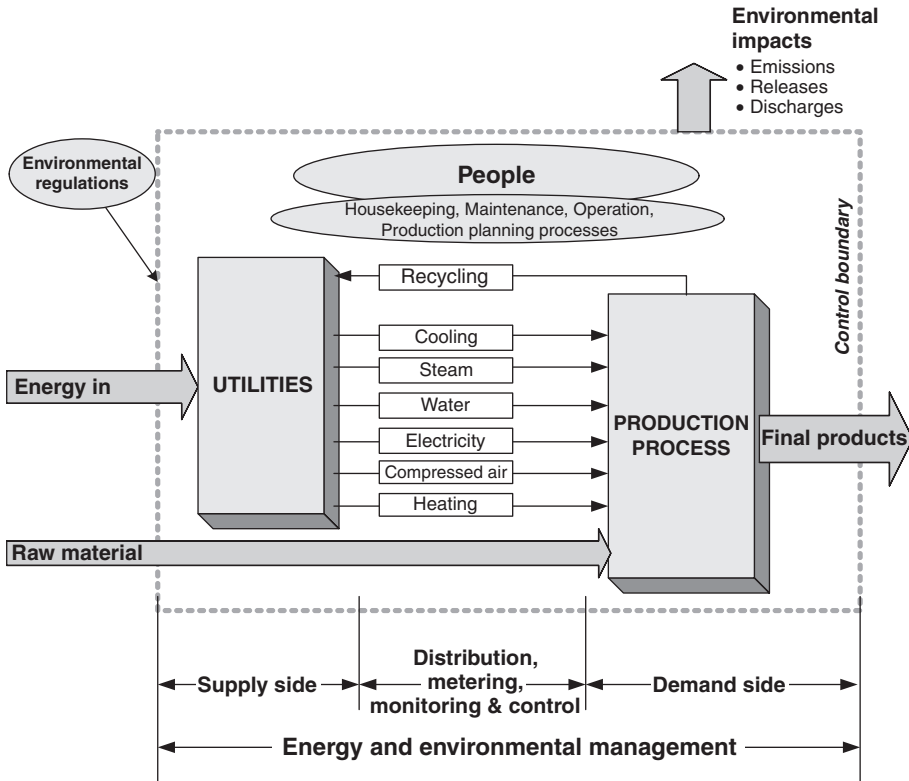 Environmental
impacts
• Emissions
• Releases
• Discharges
Environmental
regulations
People
Housekeeping, Maintenance, Operation,
Production planning processes
Control boundary
Recycling
Cooling
Steam
Water
Electricity
Compressed air
Heating
Energy in
UTILITIES
PRODUCTION
PROCESS
Final products
Raw material
Supply side
Distribution,
metering,
monitoring & control
Demand side
Energy and environmental management